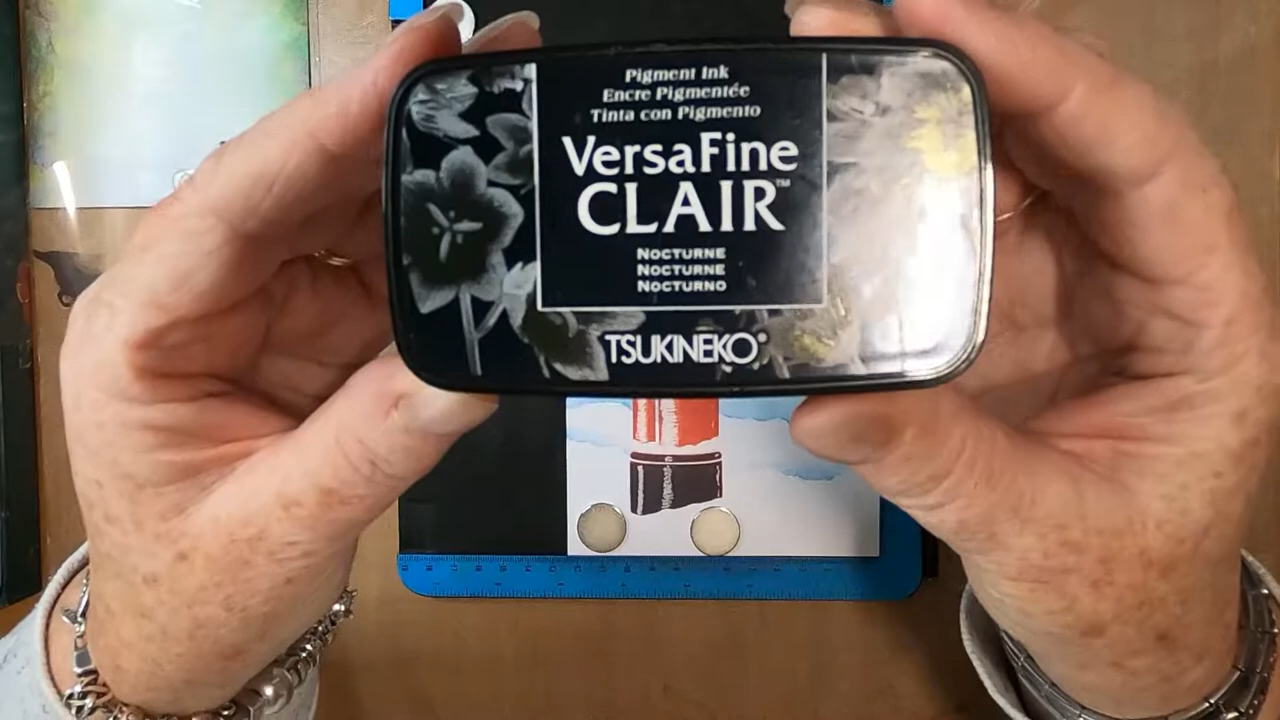 Pigment Ink
Encre Pigmentée
Tinta con Pigmento
VersaFine
CLAIR™
NOCTURNE
NOCTURNE
NOCTURNO
TSUKINEKO®